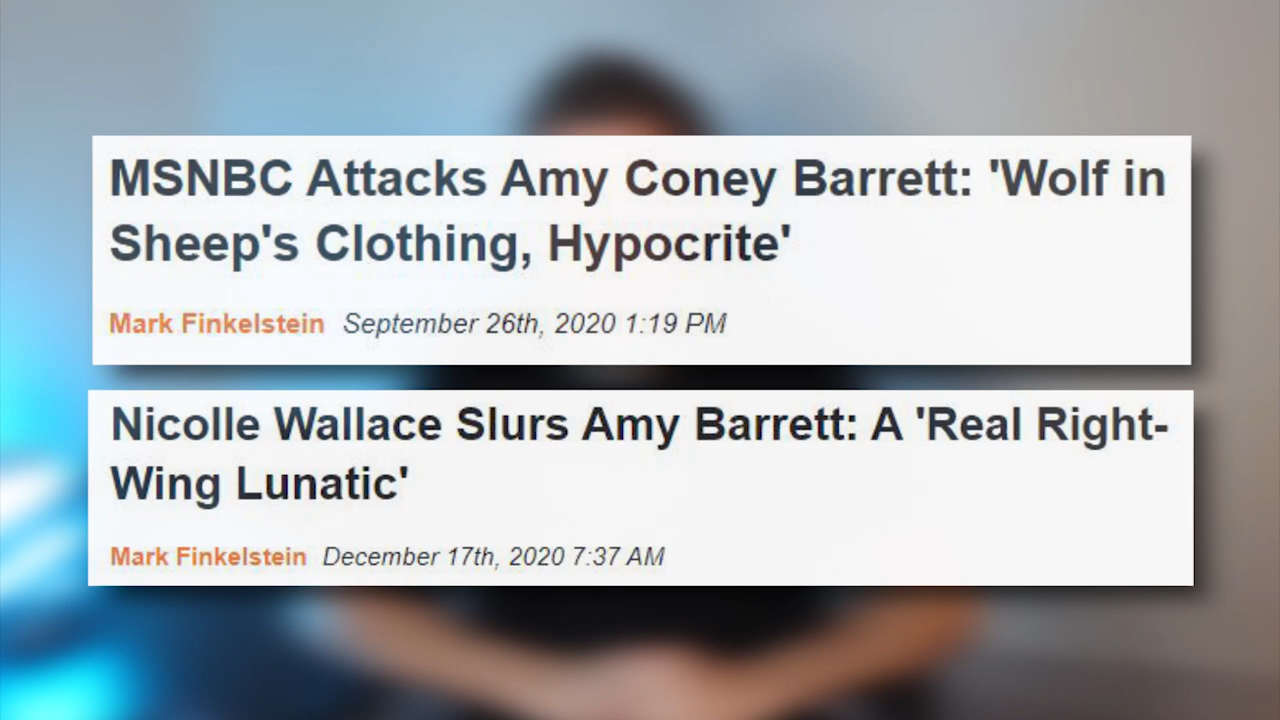 MSNBC Attacks Amy Coney Barrett: 'Wolf in
Sheep's Clothing, Hypocrite'
Mark Finkelstein September 26th, 2020 1:19 PM
Nicolle Wallace Slurs Amy Barrett: A 'Real Right-
Wing Lunatic'
Mark Finkelstein December 17th, 2020 7:37 AM